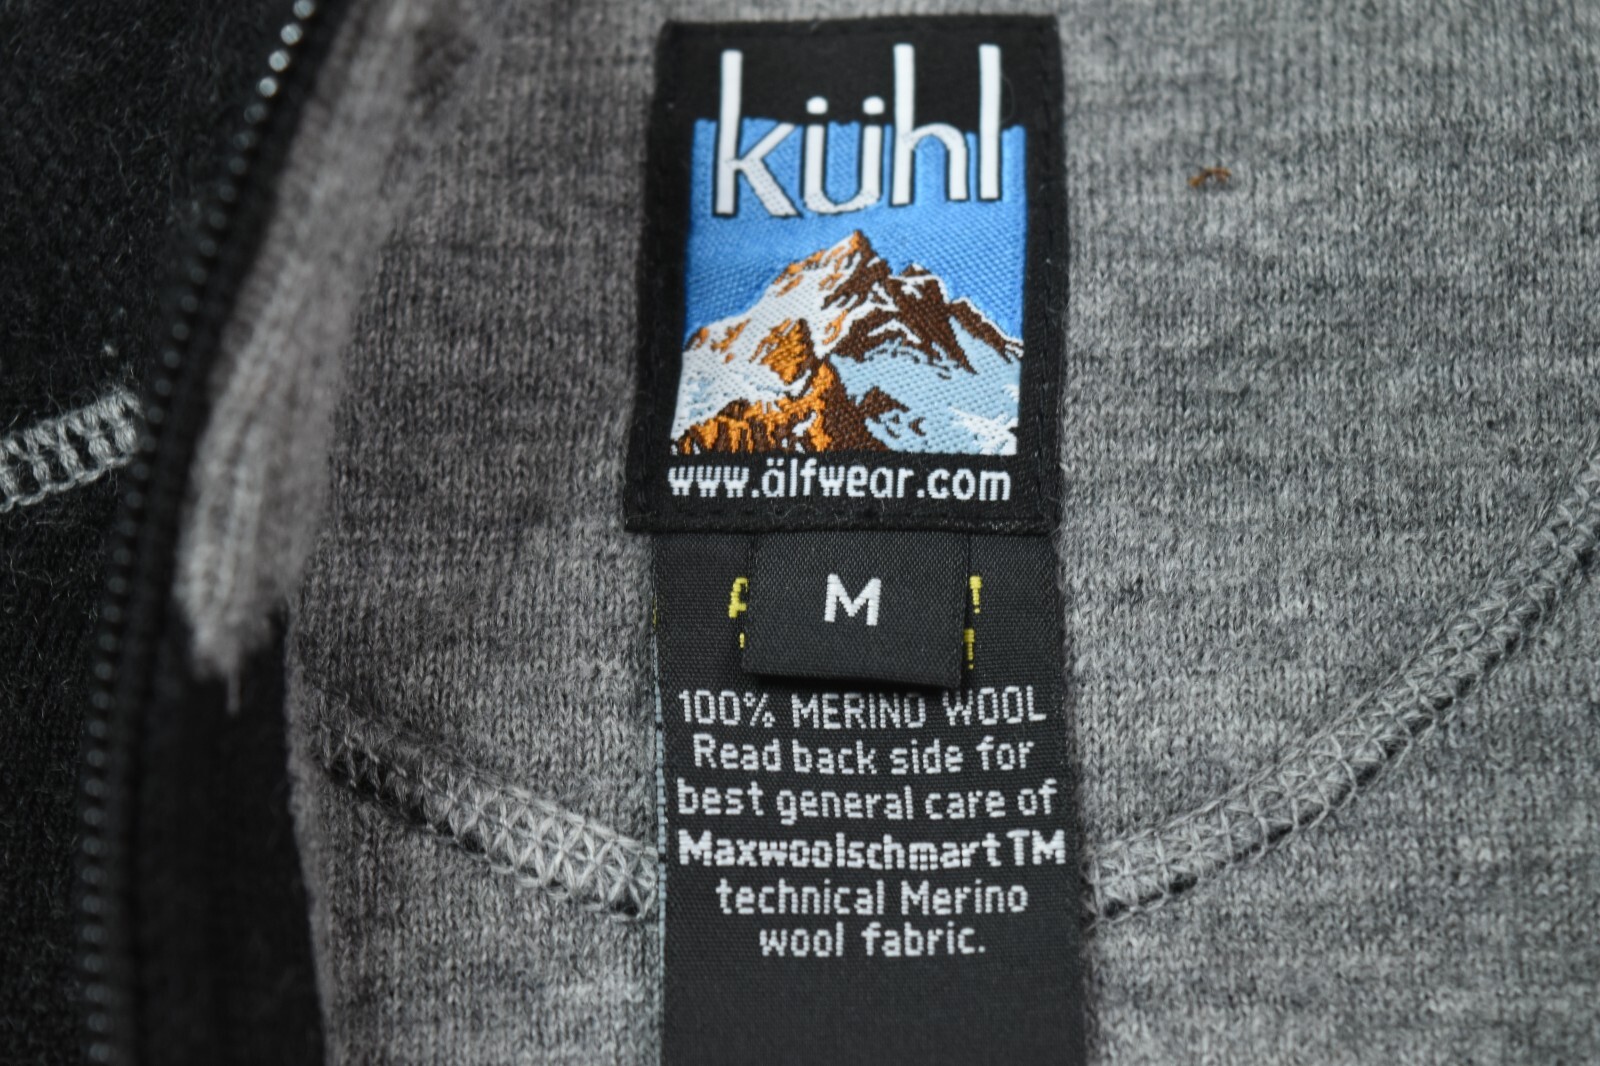 kühl
www.älfwear.com
M
100% MERINO WOOL
Read back side for
best general care of
MaxwoolschmartTM
technical Merino
wool fabric.